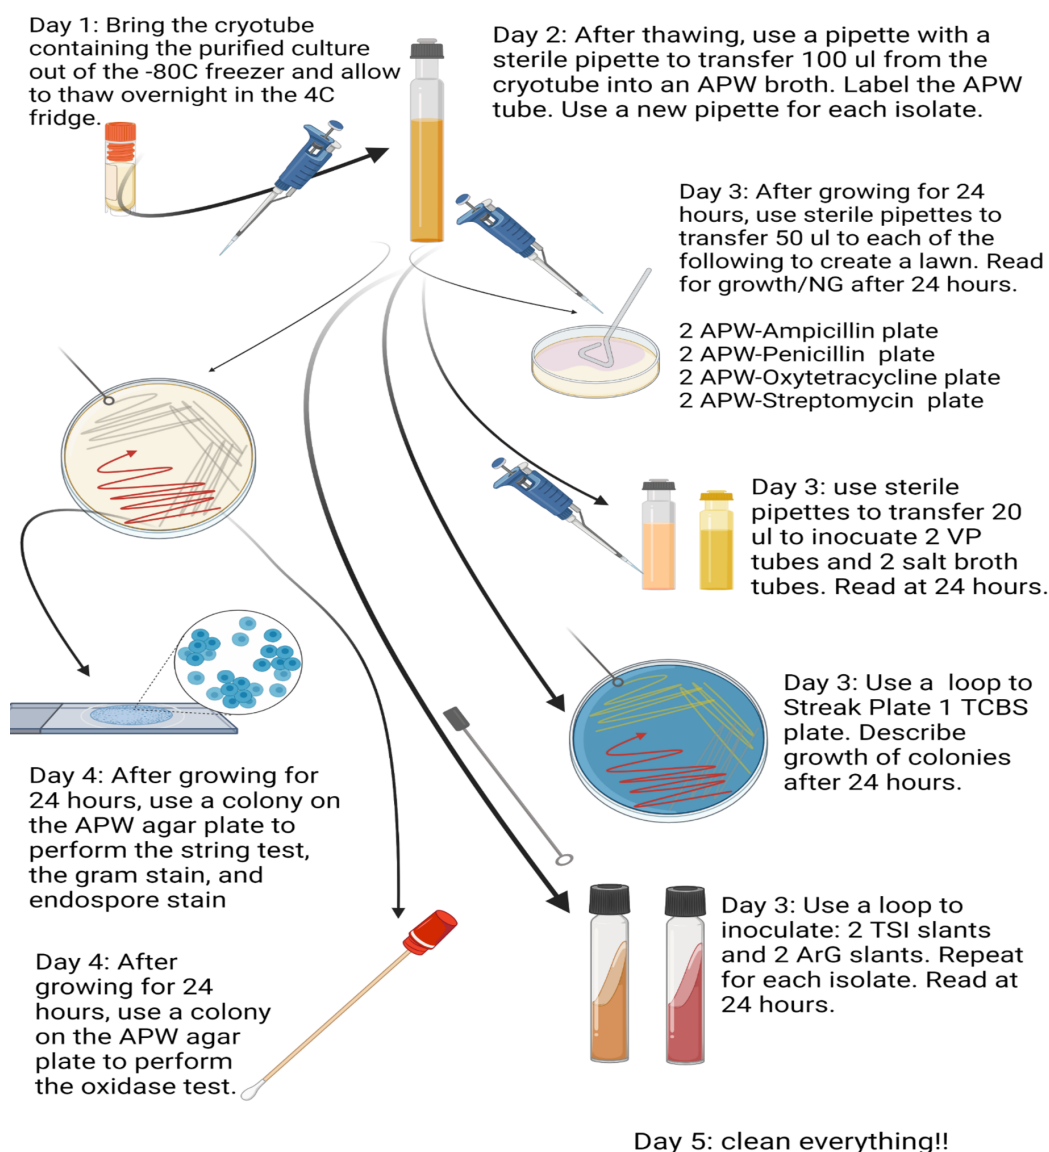 Day 1: Bring the cryotube
containing the purified culture
out of the -80C freezer and allow
to thaw overnight in the 4C
fridge.
Day 2: After thawing, use a pipette with a
sterile pipette to transfer 100 ul from the
cryotube into an APW broth. Label the APW
tube. Use a new pipette for each isolate.
Day 3: After growing for 24
hours, use sterile pipettes to
transfer 50 ul to each of the
following to create a lawn. Read
for growth/NG after 24 hours.
2 APW-Ampicillin plate
2 APW-Penicillin plate
2 APW-Oxytetracycline plate
2 APW-Streptomycin plate
Day 3: use sterile
pipettes to transfer 20
ul to inocuate 2 VP
tubes and 2 salt broth
tubes. Read at 24 hours.
Day 3: Use a loop to
Streak Plate 1 TCBS
plate. Describe
growth of colonies
after 24 hours.
Day 4: After growing for
24 hours, use a colony on
the APW agar plate to
perform the string test,
the gram stain, and
endospore stain
Day 3: Use a loop to
inoculate: 2 TSI slants
and 2 ArG slants. Repeat
for each isolate. Read at
24 hours.
Day 4: After
growing for 24
hours, use a colony
on the APW agar
plate to perform
the oxidase test.
Day 5: clean everything!!